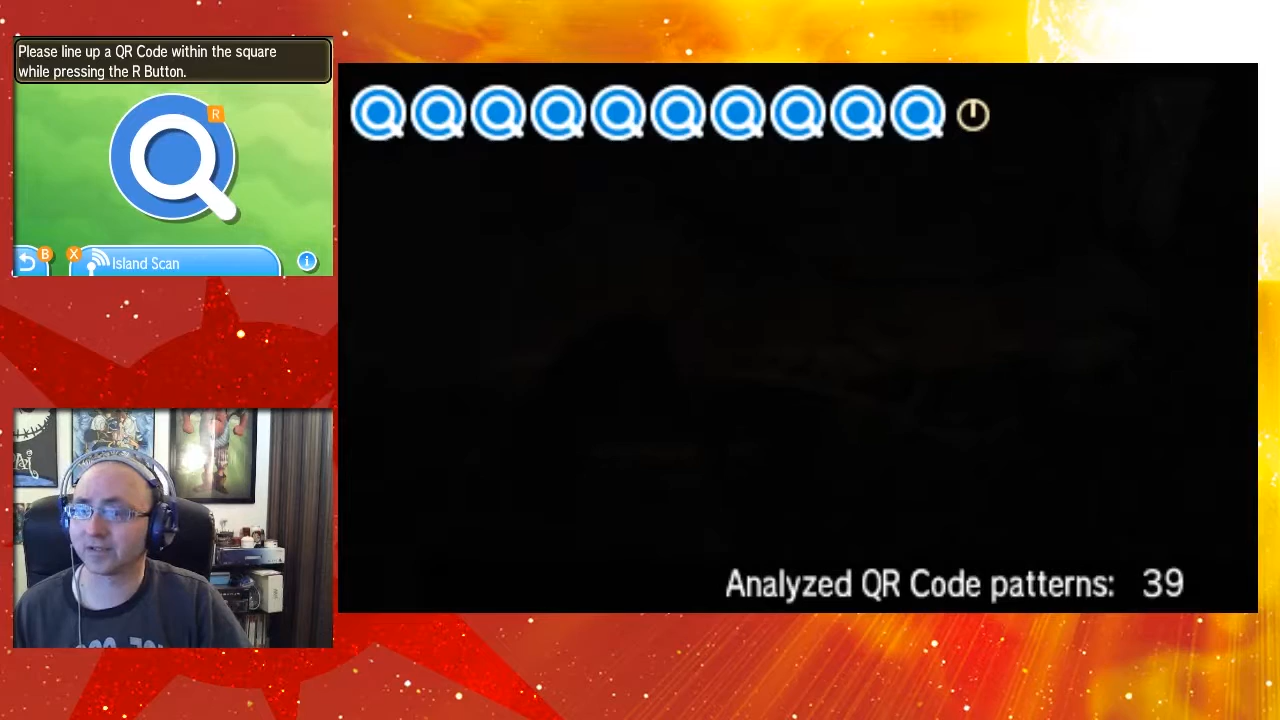 Please line up a QR Code within the square
while pressing the R Button.
R
B
X
Island Scan
i
Analyzed QR Code patterns: 39